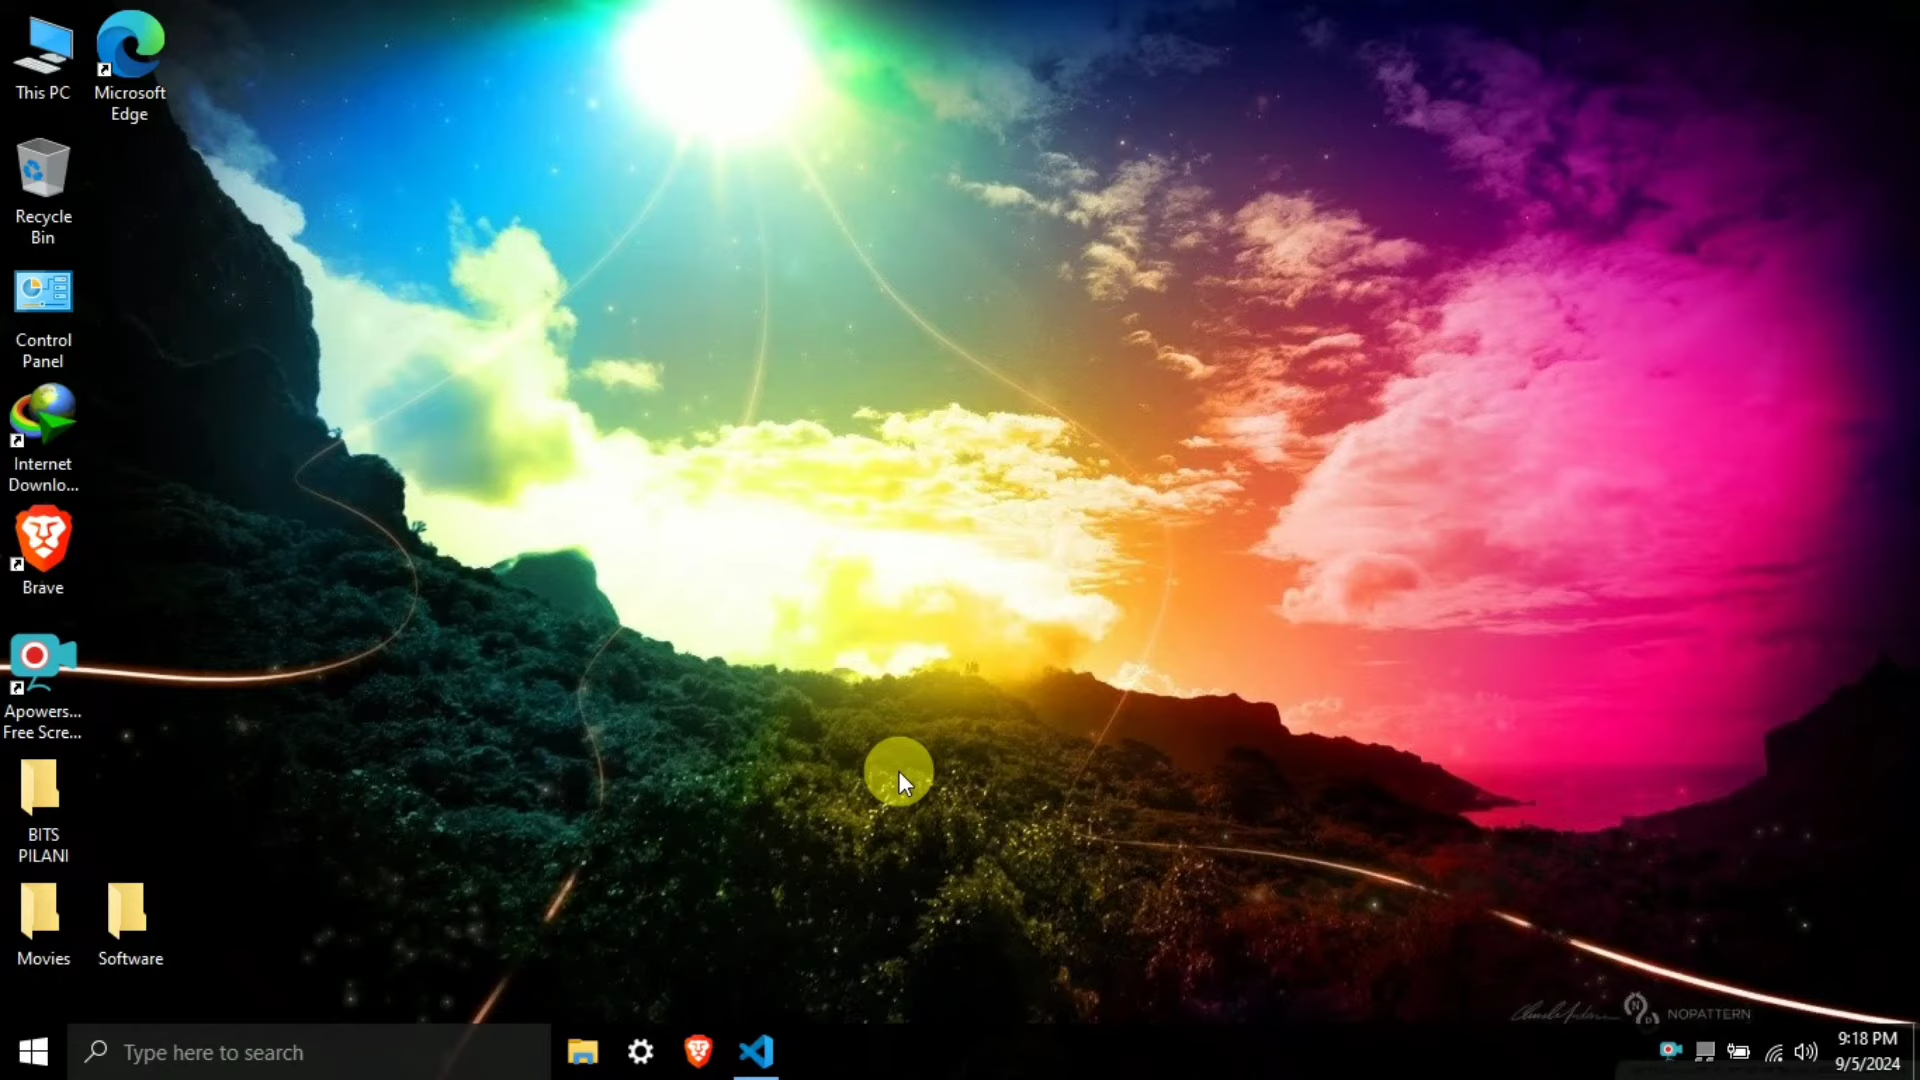 This PC
Microsoft
Edge
Recycle
Bin
Control
Panel
Internet
Downlo...
Brave
Apowers...
Free Scre...
BITS
PILANI
Movies
Software
NOPATTERN
Type here to search
9:18 PM
9/5/2024